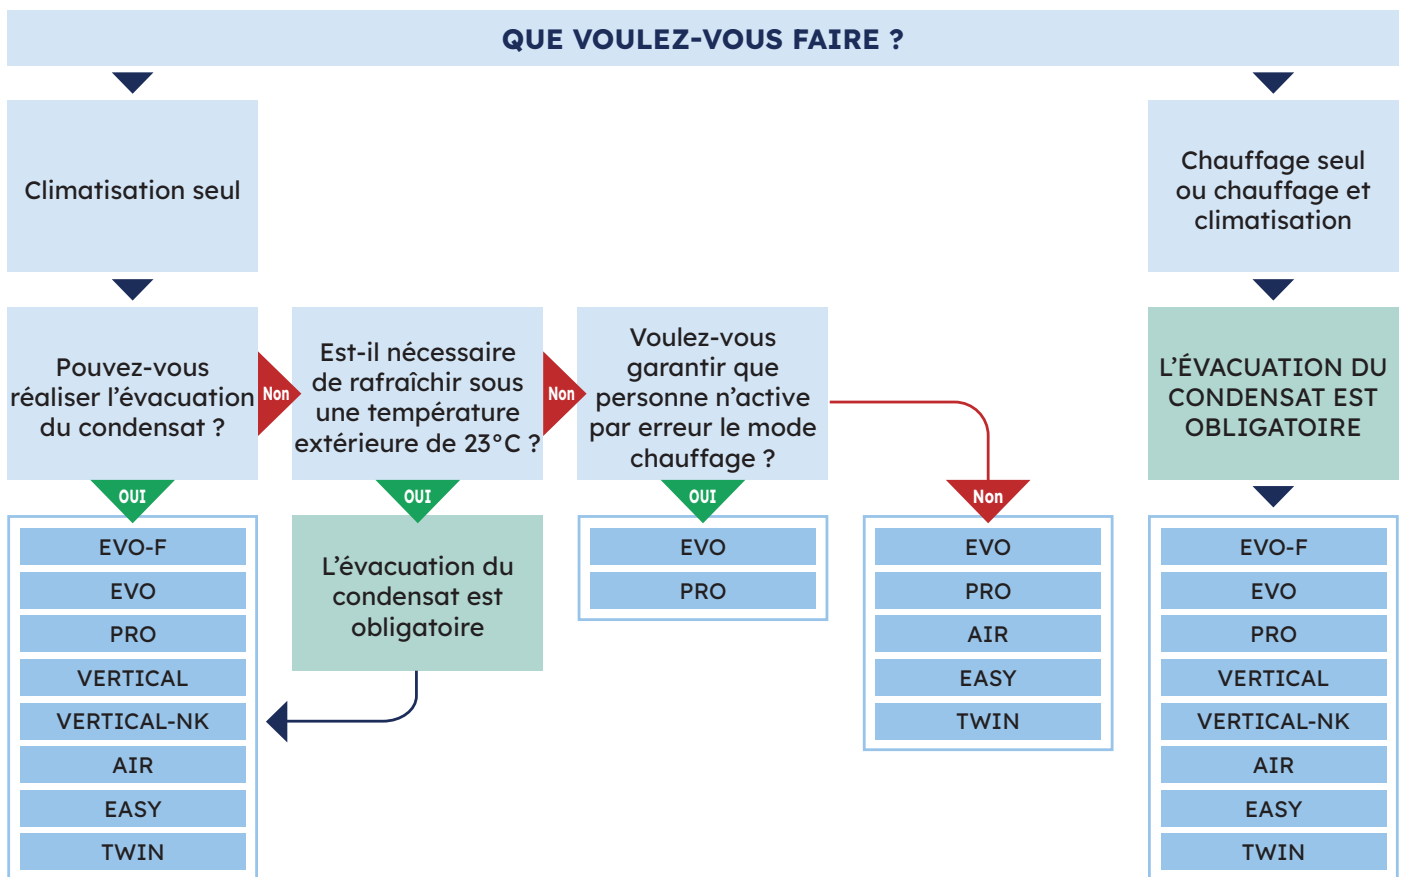 QUE VOULEZ-VOUS FAIRE ?
Climatisation seul
Chauffage seul
ou chauffage et
climatisation
Pouvez-vous
réaliser l’évacuation
du condensat ?
Non
Est-il nécessaire
de rafraîchir sous
une température
extérieure de 23°C ?
Non
Voulez-vous
garantir que
personne n’active
par erreur le mode
chauffage ?
L’ÉVACUATION DU
CONDENSAT EST
OBLIGATOIRE
OUI
OUI
OUI
Non
EVO-F
EVO
PRO
VERTICAL
VERTICAL-NK
AIR
EASY
TWIN
L’évacuation du
condensat est
obligatoire
EVO
PRO
EVO
PRO
AIR
EASY
TWIN
EVO-F
EVO
PRO
VERTICAL
VERTICAL-NK
AIR
EASY
TWIN